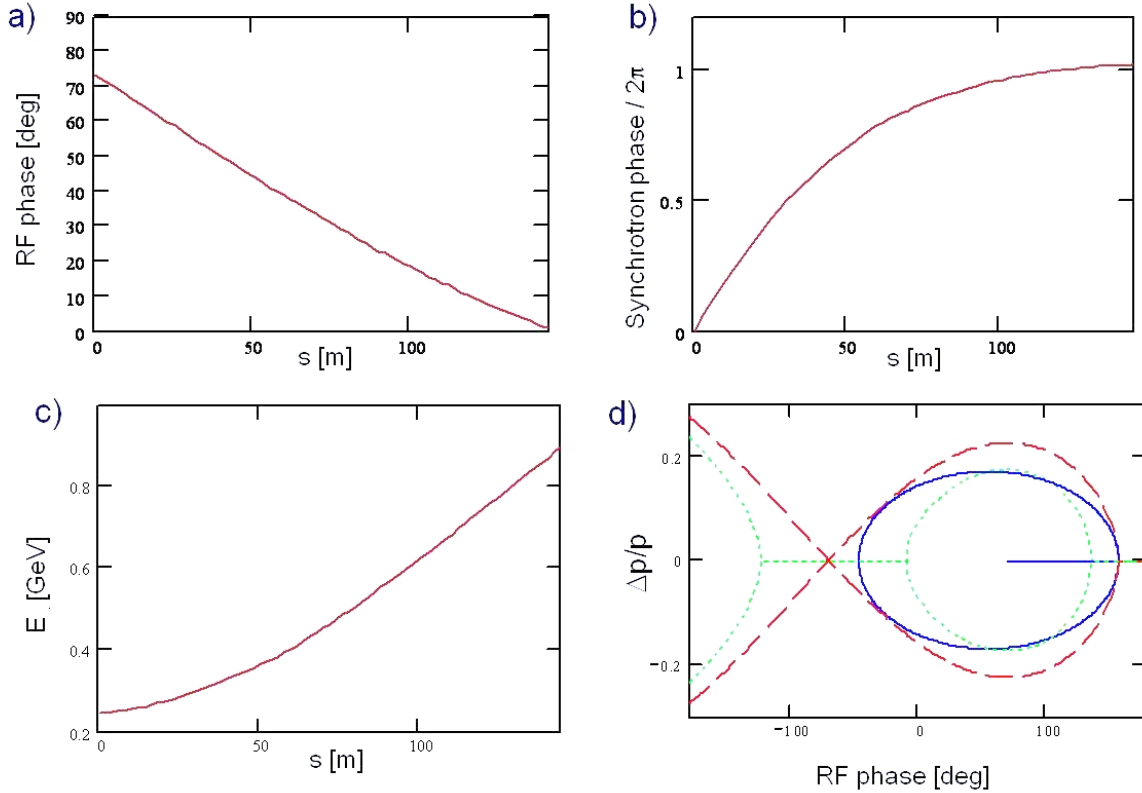 a)
RF phase [deg]
90
80
70
60
50
40
30
20
10
0
0
50
100
s [m]
b)
Synchrotron phase / 2π
1
0.5
0
0
50
100
s [m]
c)
E [GeV]
0.8
0.6
0.4
0.2
0
50
100
s [m]
d)
Δp/p
0.2
0
−0.2
−100
0
100
RF phase [deg]